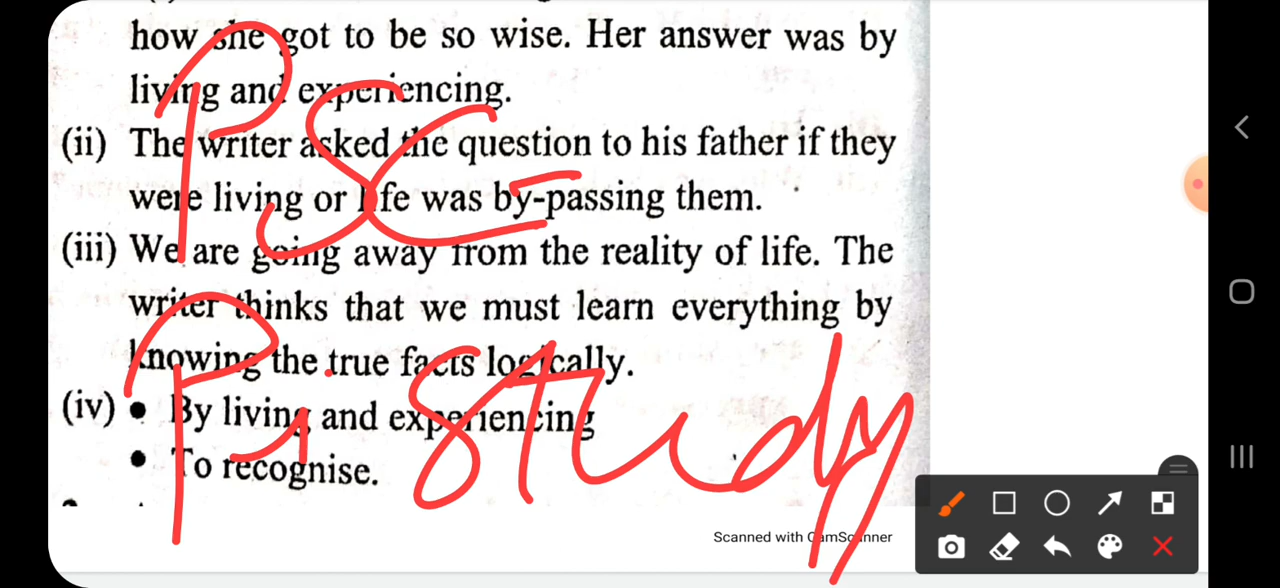 how she got to be so wise. Her answer was by
living and experiencing.
(ii) The writer asked the question to his father if they
were living or life was by-passing them.
(iii) We are going away from the reality of life. The
writer thinks that we must learn everything by
knowing the true facts logically.
(iv) • By living and experiencing
• To recognise.
PSC
Pi study
Scanned with CamScanner